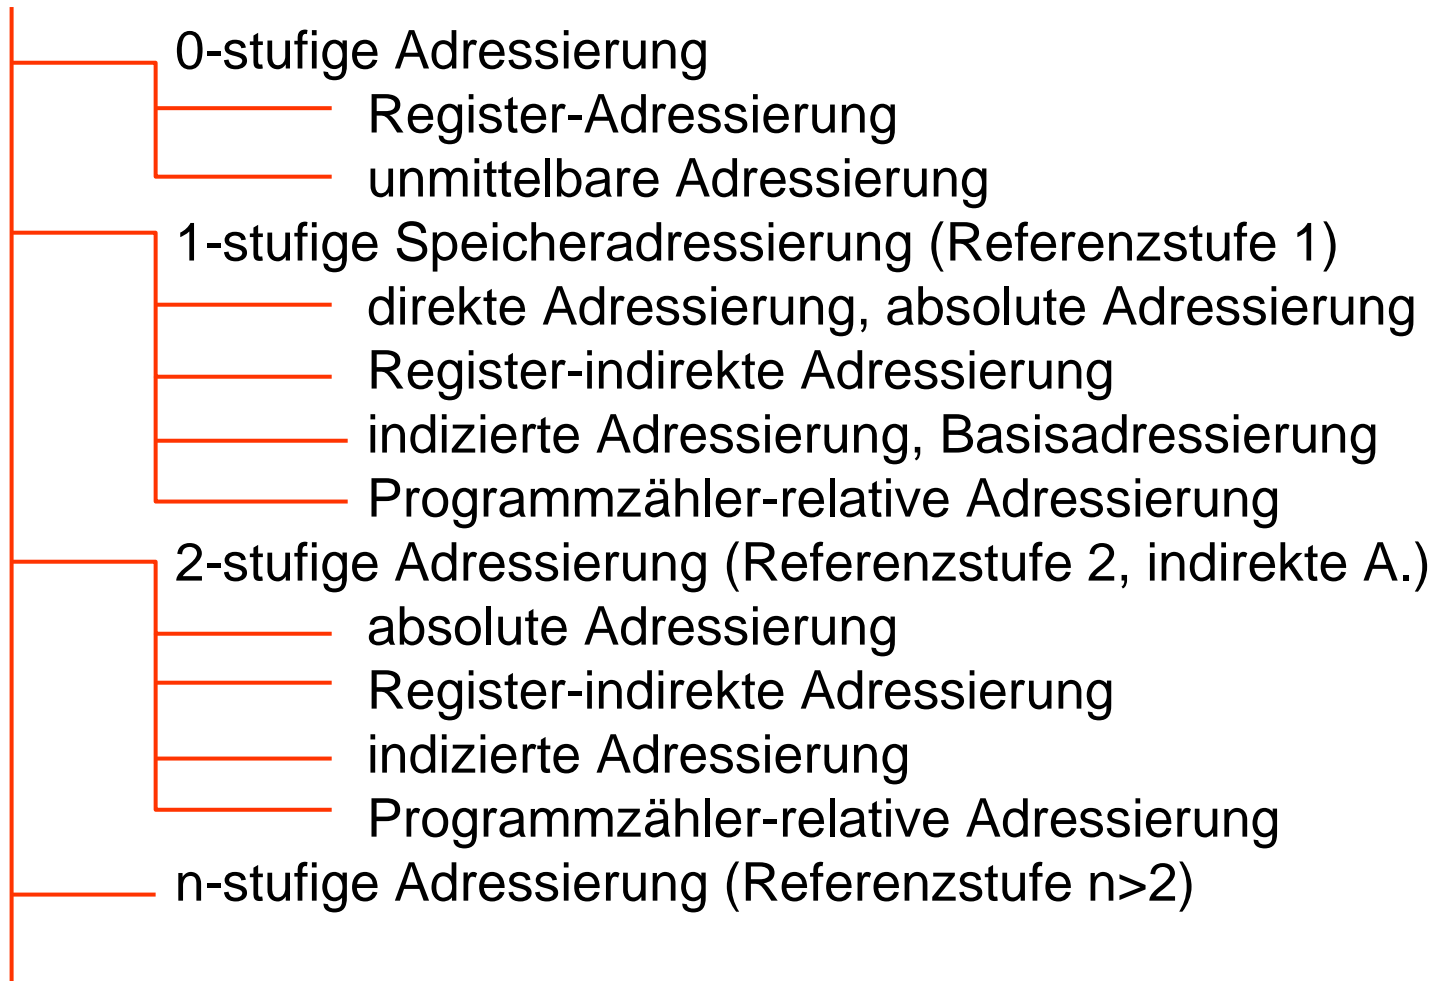 0-stufige Adressierung
Register-Adressierung
unmittelbare Adressierung
1-stufige Speicheradressierung (Referenzstufe 1)
direkte Adressierung, absolute Adressierung
Register-indirekte Adressierung
indizierte Adressierung, Basisadressierung
Programmzähler-relative Adressierung
2-stufige Adressierung (Referenzstufe 2, indirekte A.)
absolute Adressierung
Register-indirekte Adressierung
indizierte Adressierung
Programmzähler-relative Adressierung
n-stufige Adressierung (Referenzstufe n>2)